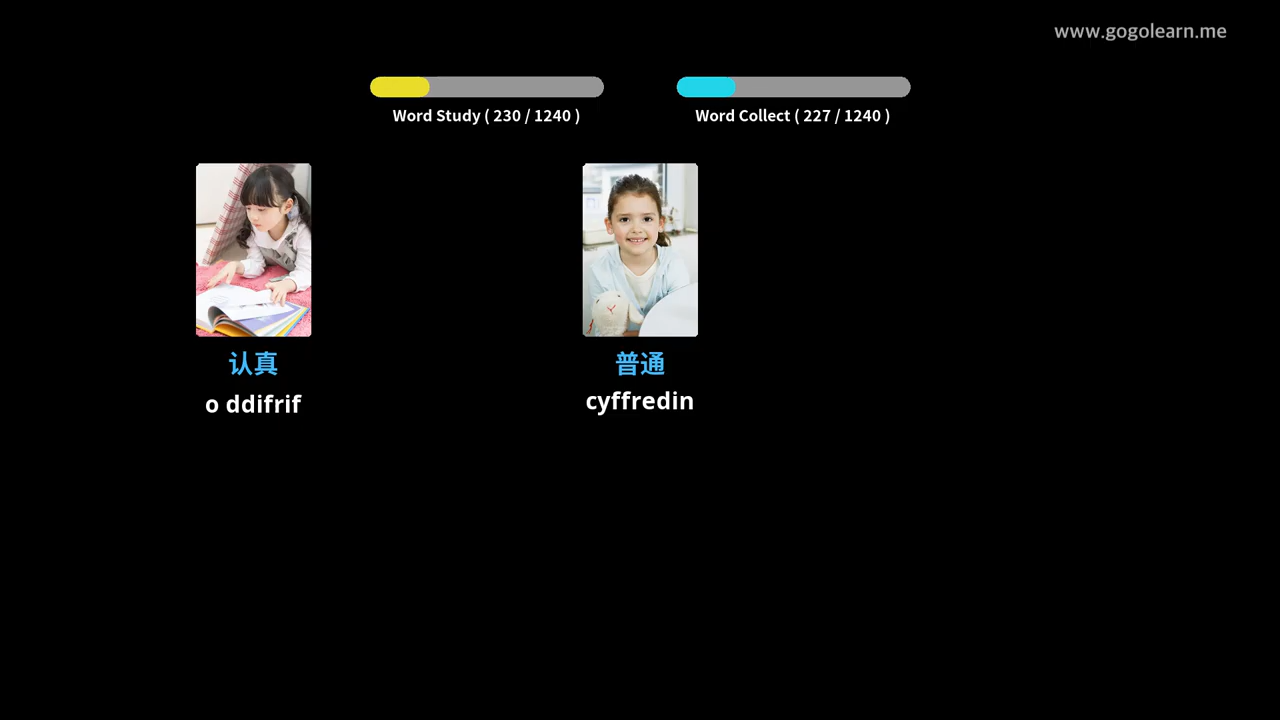 www.gogolearn.me
Word Study ( 230 / 1240 )
Word Collect ( 227 / 1240 )
认真
o ddifrif
普通
cyffredin